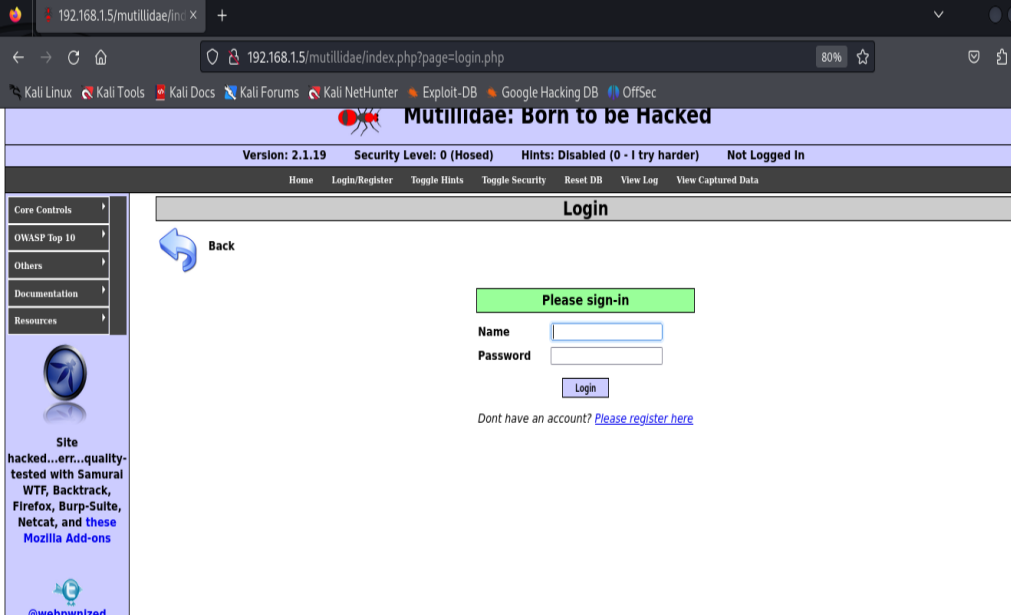 192.168.1.5/mutillidae/ind
192.168.1.5/mutillidae/index.php?page=login.php 80%
Kali Linux Kali Tools Kali Docs Kali Forums Kali NetHunter Exploit-DB Google Hacking DB OffSec
Mutillidae: Born to be Hacked
Version: 2.1.19 Security Level: 0 (Hosed) Hints: Disabled (0 - I try harder) Not Logged In
Home Login/Register Toggle Hints Toggle Security Reset DB View Log View Captured Data
Core Controls
OWASP Top 10
Others
Documentation
Resources
Site
hacked...err...quality-
tested with Samurai
WTF, Backtrack,
Firefox, Burp-Suite,
Netcat, and these
Mozilla Add-ons
@webpwnized
Login
Back
Please sign-in
Name
Password
Login
Dont have an account? Please register here